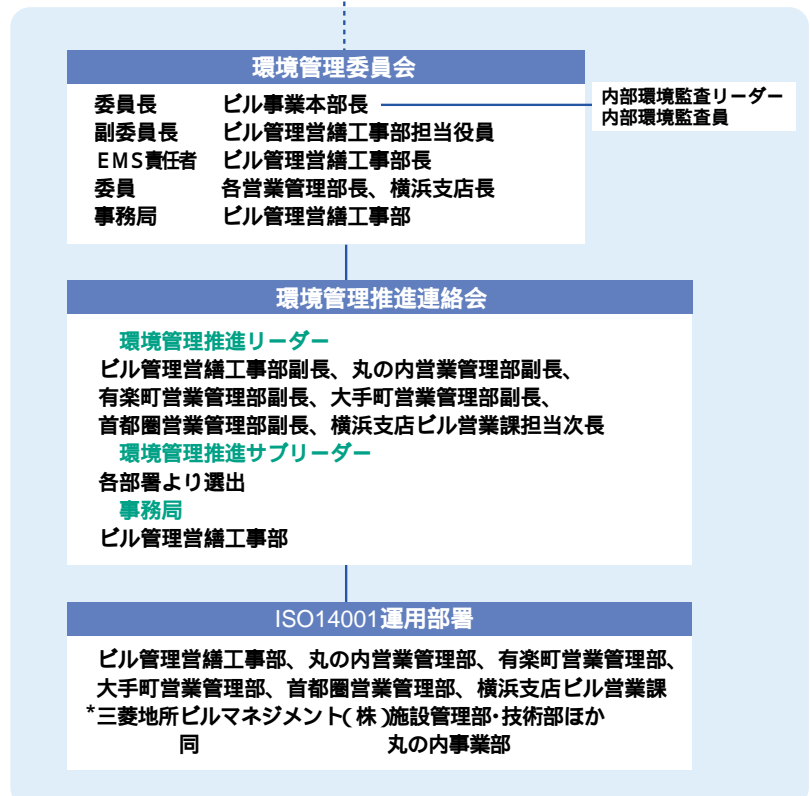 環境管理委員会
委員長 ビル事業本部長
副委員長 ビル管理営繕工事部担当役員
EMS責任者 ビル管理営繕工事部長
委員 各営業管理部長、横浜支店長
事務局 ビル管理営繕工事部
内部環境監査リーダー
内部環境監査員
環境管理推進連絡会
環境管理推進リーダー
ビル管理営繕工事部副長、丸の内営業管理部副長、
有楽町営業管理部副長、大手町営業管理部副長、
首都圏営業管理部副長、横浜支店ビル営業課担当次長
環境管理推進サブリーダー
各部署より選出
事務局
ビル管理営繕工事部
ISO14001運用部署
ビル管理営繕工事部、丸の内営業管理部、有楽町営業管理部、
大手町営業管理部、首都圏営業管理部、横浜支店ビル営業課
*三菱地所ビルマネジメント(株)施設管理部・技術部ほか
同 丸の内事業部